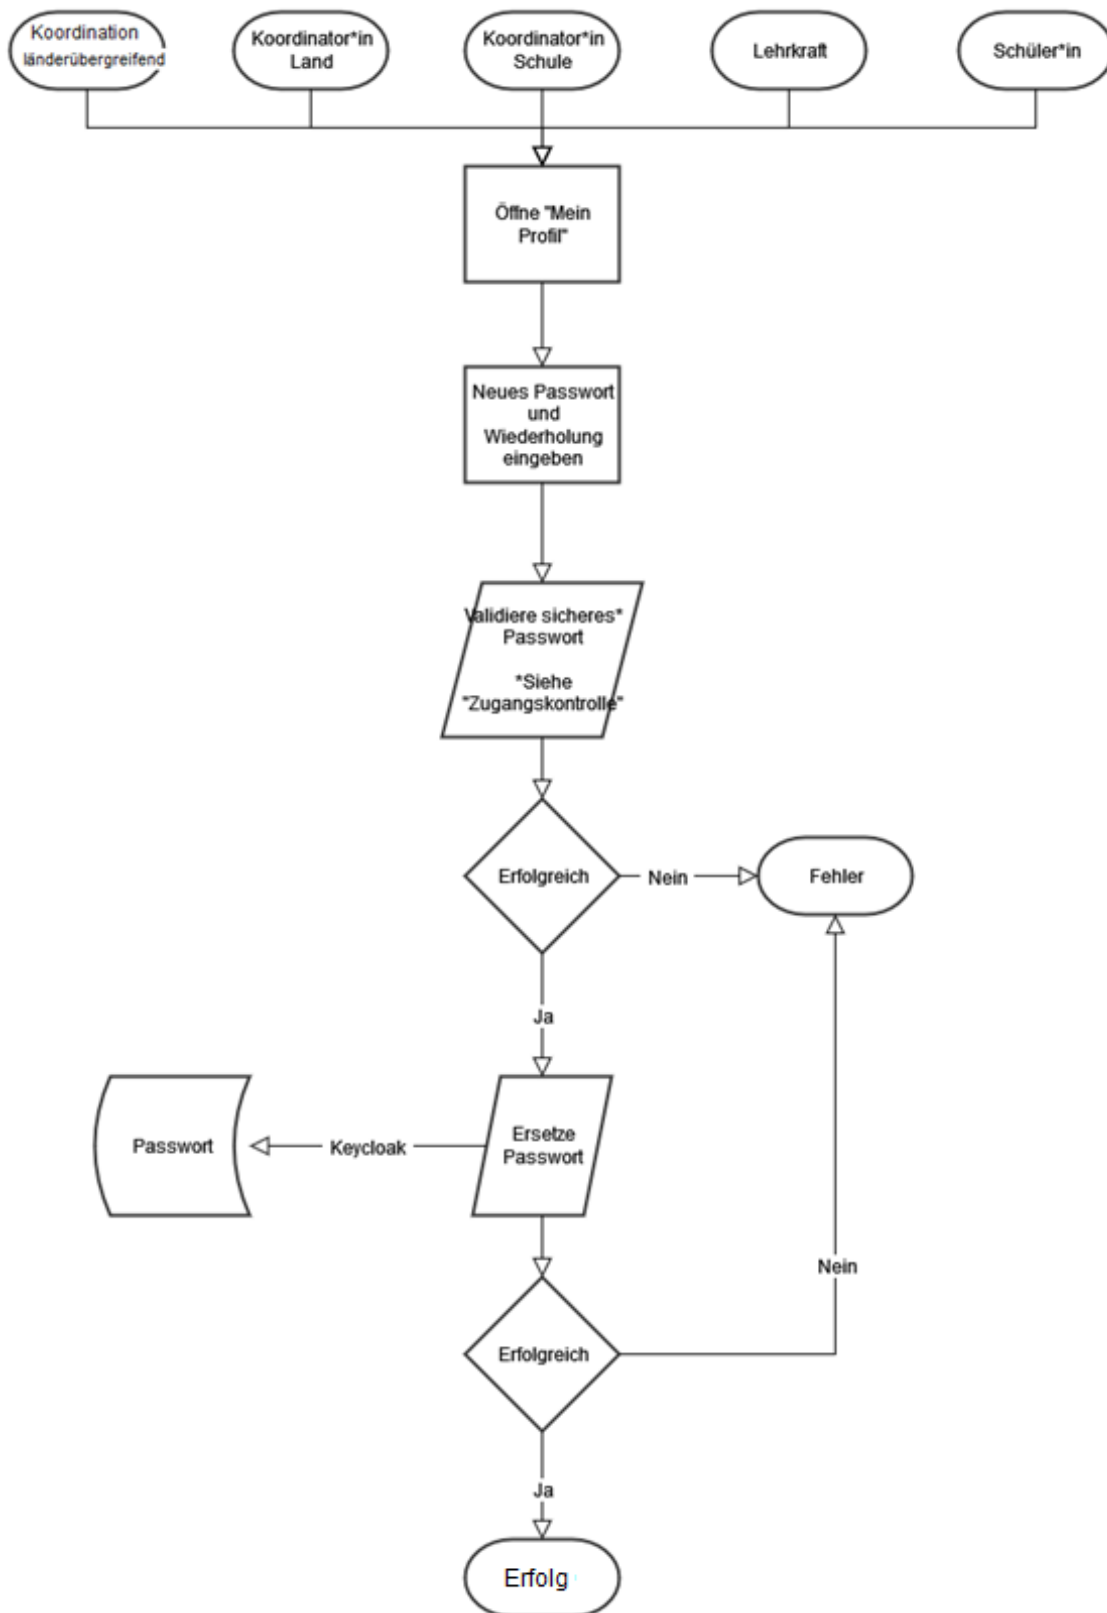 Koordination
länderübergreifend
Koordinator*in
Land
Koordinator*in
Schule
Lehrkraft
Schüler*in
Öffne "Mein
Profil"
Neues Passwort
und
Wiederholung
eingeben
Validiere sicheres*
Passwort
*Siehe
"Zugangskontrolle"
Erfolgreich
Nein
Fehler
Ja
Passwort
Keycloak
Ersetze
Passwort
Nein
Erfolgreich
Ja
Erfolg